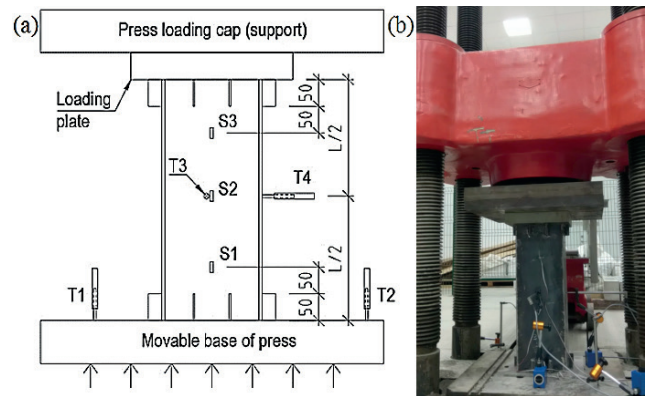 (a)
Press loading cap (support)
(b)
Loading
plate
50
50
L/2
S3
T3
S2
T4
S1
L/2
50
50
T1
T2
Movable base of press